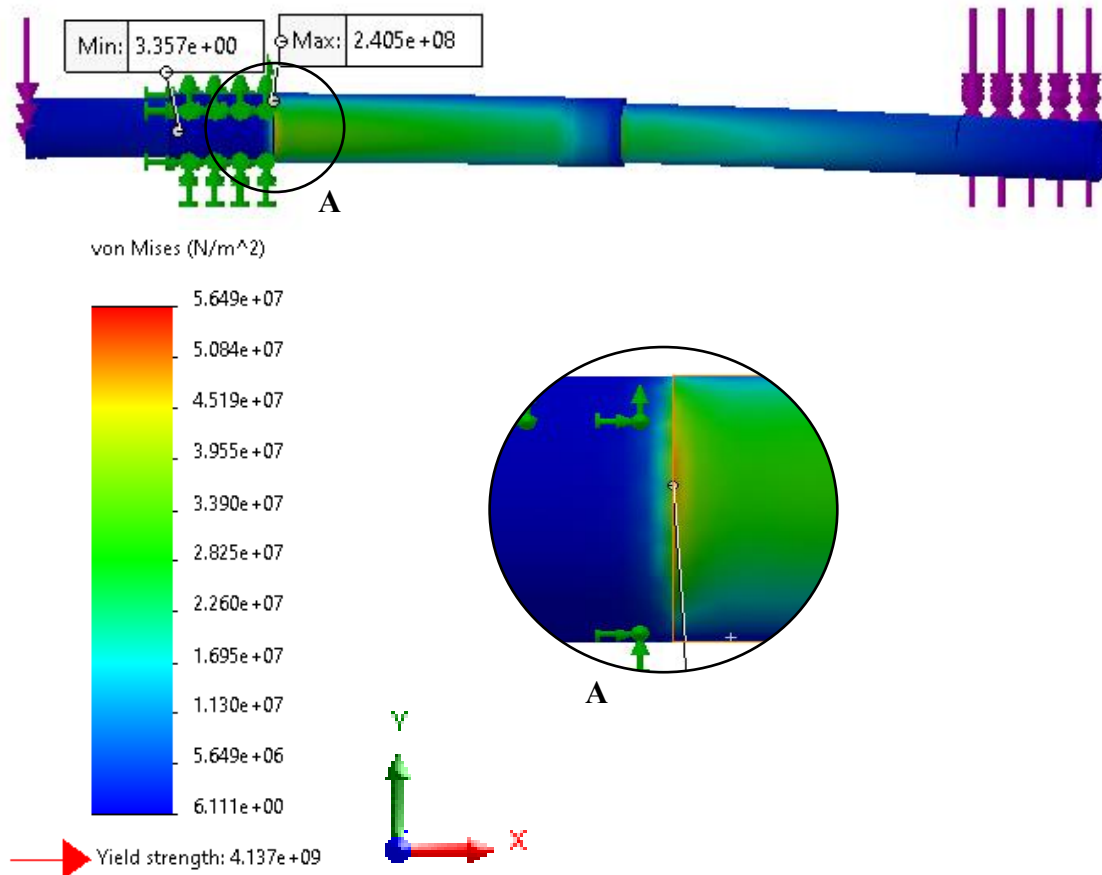 Min: 3.357e+00
Max: 2.405e+08
A
von Mises (N/m^2)
5.649e+07
5.084e+07
4.519e+07
3.955e+07
3.390e+07
2.825e+07
2.260e+07
1.695e+07
1.130e+07
5.649e+06
6.111e+00
Yield strength: 4.137e+09
A
Y
X